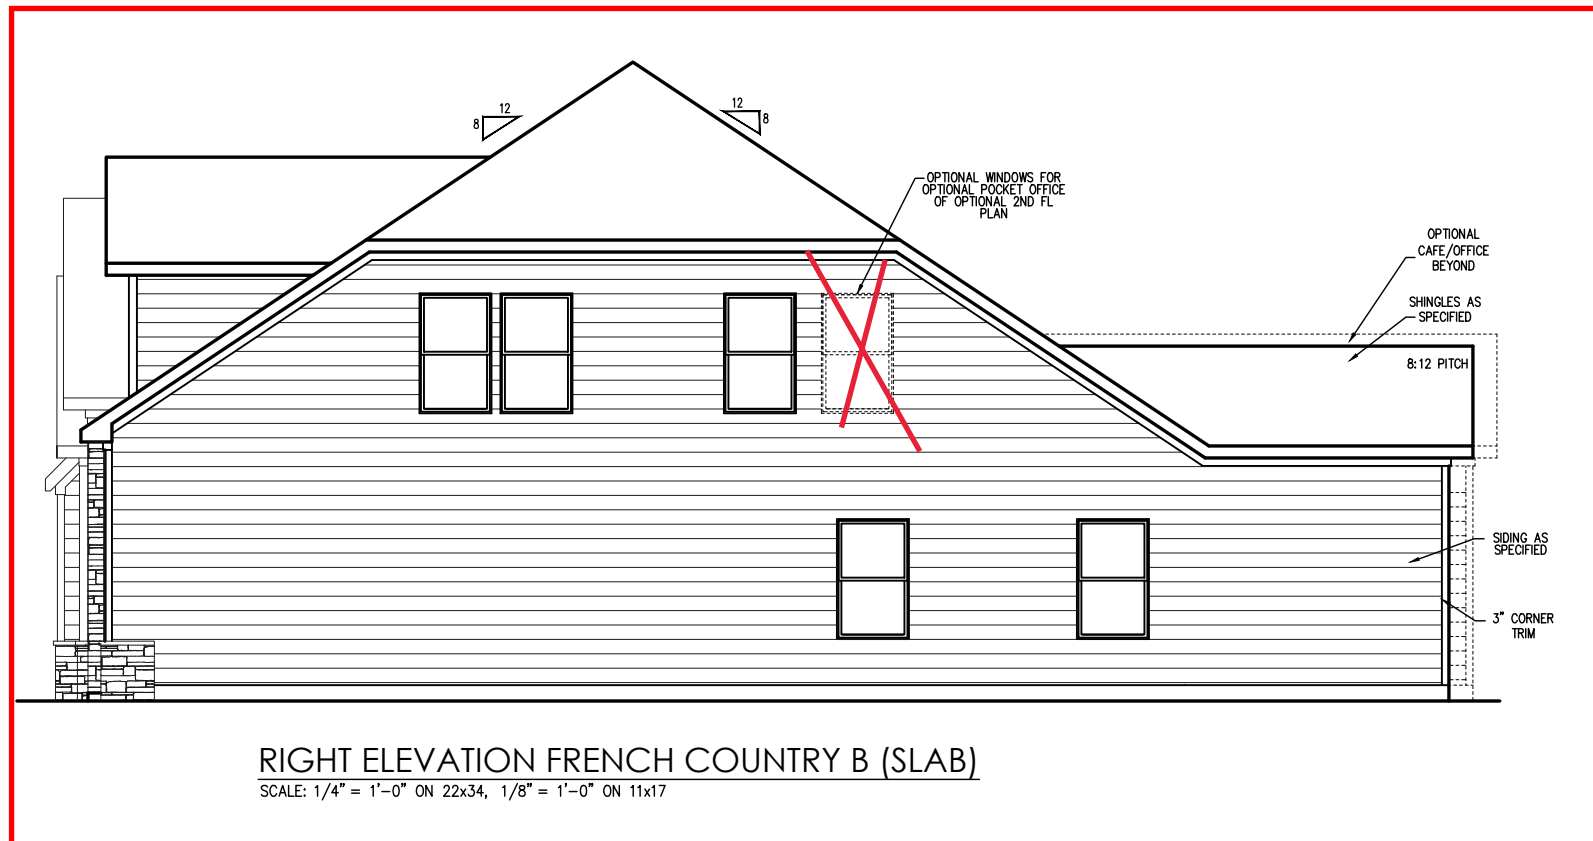 12
8
12
8
OPTIONAL WINDOWS FOR
OPTIONAL POCKET OFFICE
OF OPTIONAL 2ND FL
PLAN
OPTIONAL
CAFE/OFFICE
BEYOND
SHINGLES AS
SPECIFIED
8:12 PITCH
SIDING AS
SPECIFIED
3" CORNER
TRIM
RIGHT ELEVATION FRENCH COUNTRY B (SLAB)
SCALE: 1/4" = 1'-0" ON 22x34, 1/8" = 1'-0" ON 11x17